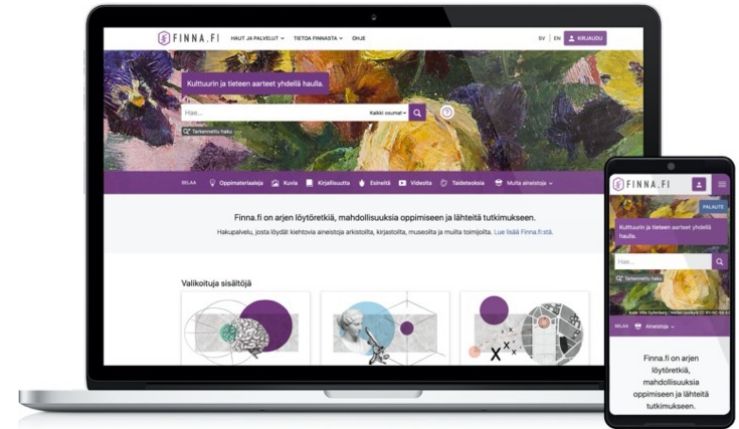 FINNA.FI HAUT JA PALVELUT TIETOA FINNASTA OHJE SV EN KIRJAUDU
Kulttuurin ja tieteen aarteet yhdellä haulla.
Hae... Kaikki osumat
Tarkennettu haku
SELAA Oppimateriaaleja Kuvia Kirjallisuutta Esineitä Videoita Taideteoksia Muita aineistoja
Finna.fi on arjen löytöretkiä, mahdollisuuksia oppimiseen ja lähteitä tutkimukseen.
Hakupalvelu, josta löydät kiehtovia aineistoja arkistoilta, kirjastoilta, museoilta ja muilta toimijoilta. Lue lisää Finna.fi:stä.
Valikoituja sisältöjä
FINNA.FI
PALAUTE
Kulttuurin ja tieteen aarteet yhdellä
haulla.
Hae...
Tarkennettu haku
SELAA Aineistoja
Finna.fi on arjen
löytöretkiä,
mahdollisuuksia
oppimiseen ja lähteitä
tutkimukseen.